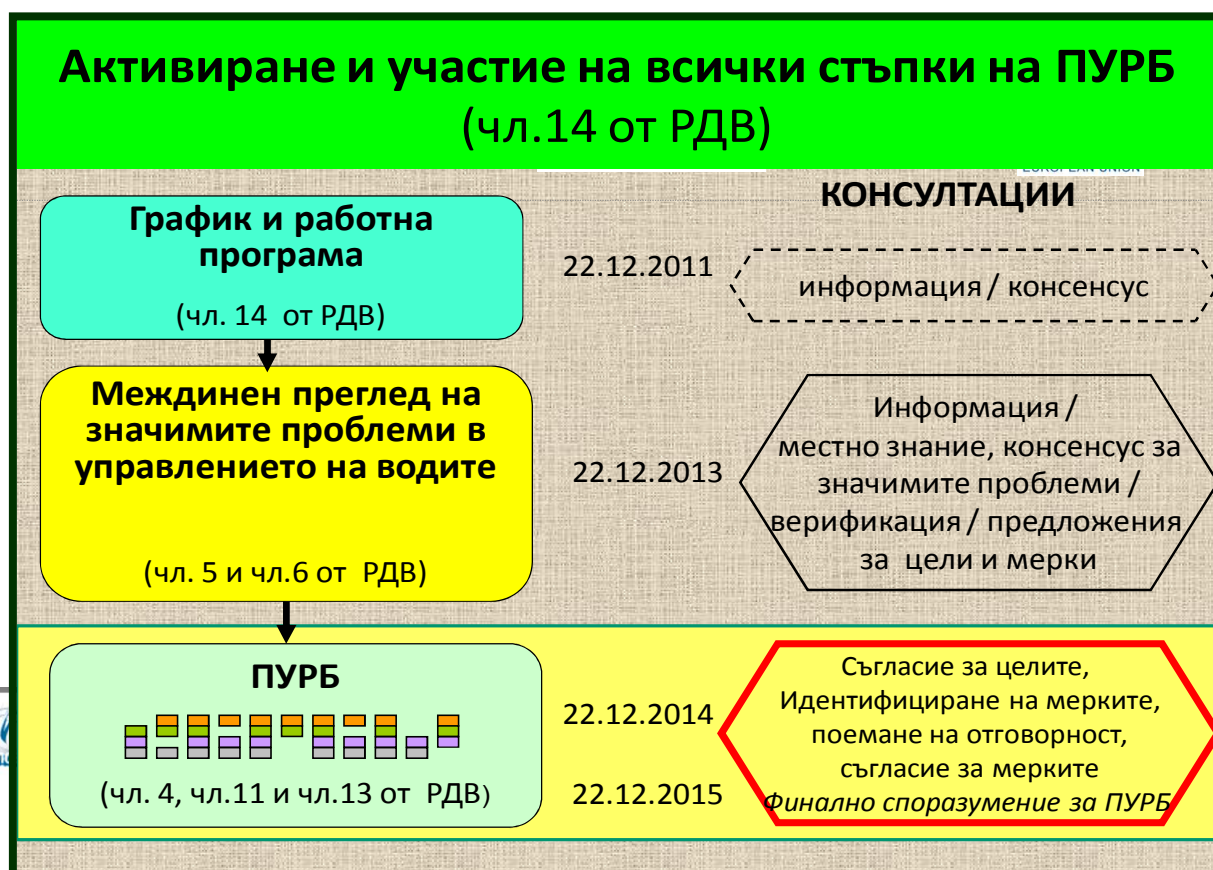 Активиране и участие на всички стъпки на ПУРБ
(чл.14 от РДВ)
EUROPEAN UNION
КОНСУЛТАЦИИ
График и работна
програма
(чл. 14 от РДВ)
22.12.2011
информация / консенсус
Междинен преглед на
значимите проблеми в
управлението на водите
(чл. 5 и чл.6 от РДВ)
22.12.2013
Информация /
местно знание, консенсус за
значимите проблеми /
верификация / предложения
за цели и мерки
ПУРБ
(чл. 4, чл.11 и чл.13 от РДВ)
22.12.2014
22.12.2015
Съгласие за целите,
Идентифициране на мерките,
поемане на отговорност,
съгласие за мерките
Финално споразумение за ПУРБ